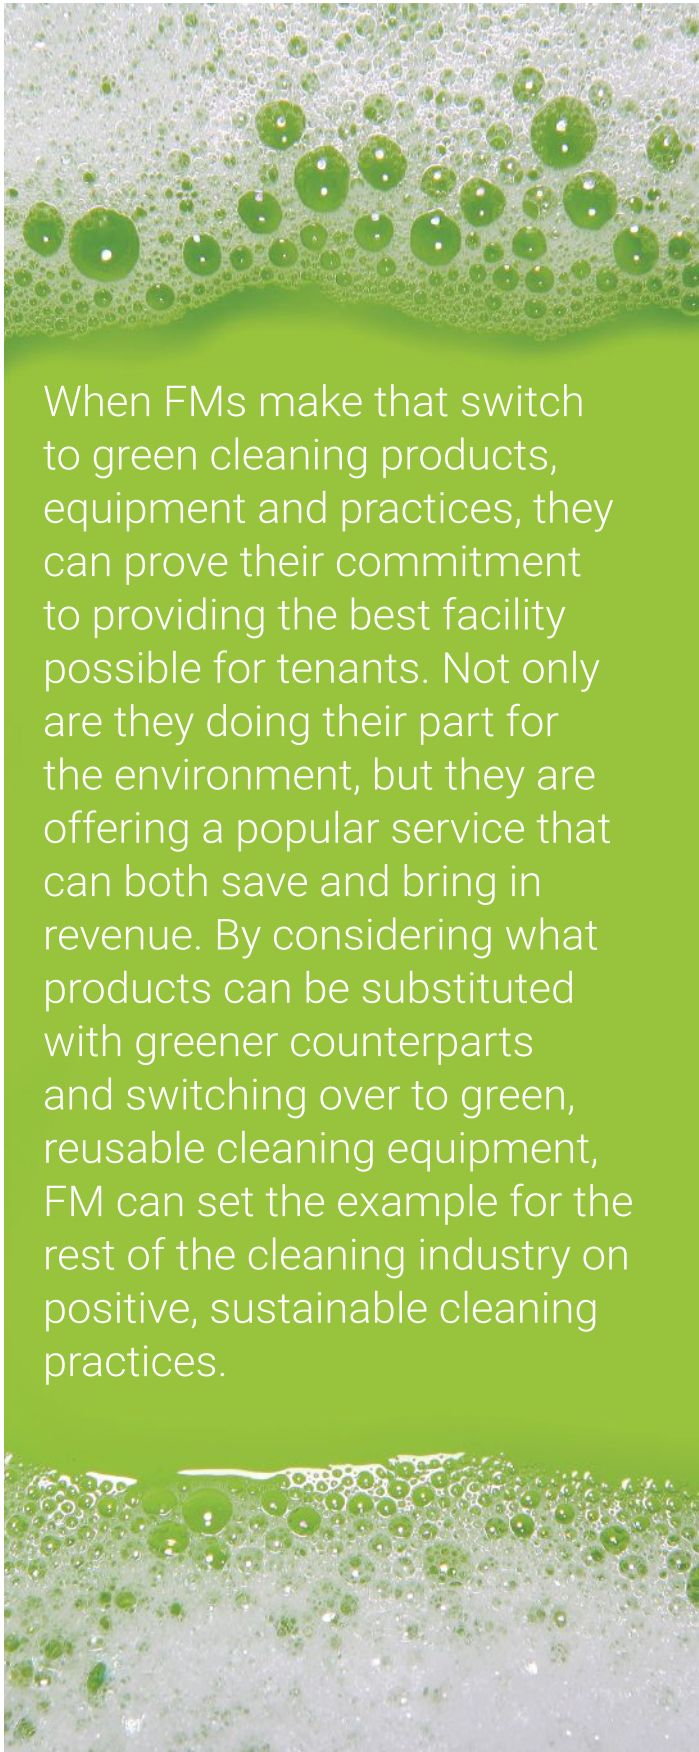 When FMs make that switch
to green cleaning products,
equipment and practices, they
can prove their commitment
to providing the best facility
possible for tenants. Not only
are they doing their part for
the environment, but they are
offering a popular service that
can both save and bring in
revenue. By considering what
products can be substituted
with greener counterparts
and switching over to green,
reusable cleaning equipment,
FM can set the example for the
rest of the cleaning industry on
positive, sustainable cleaning
practices.